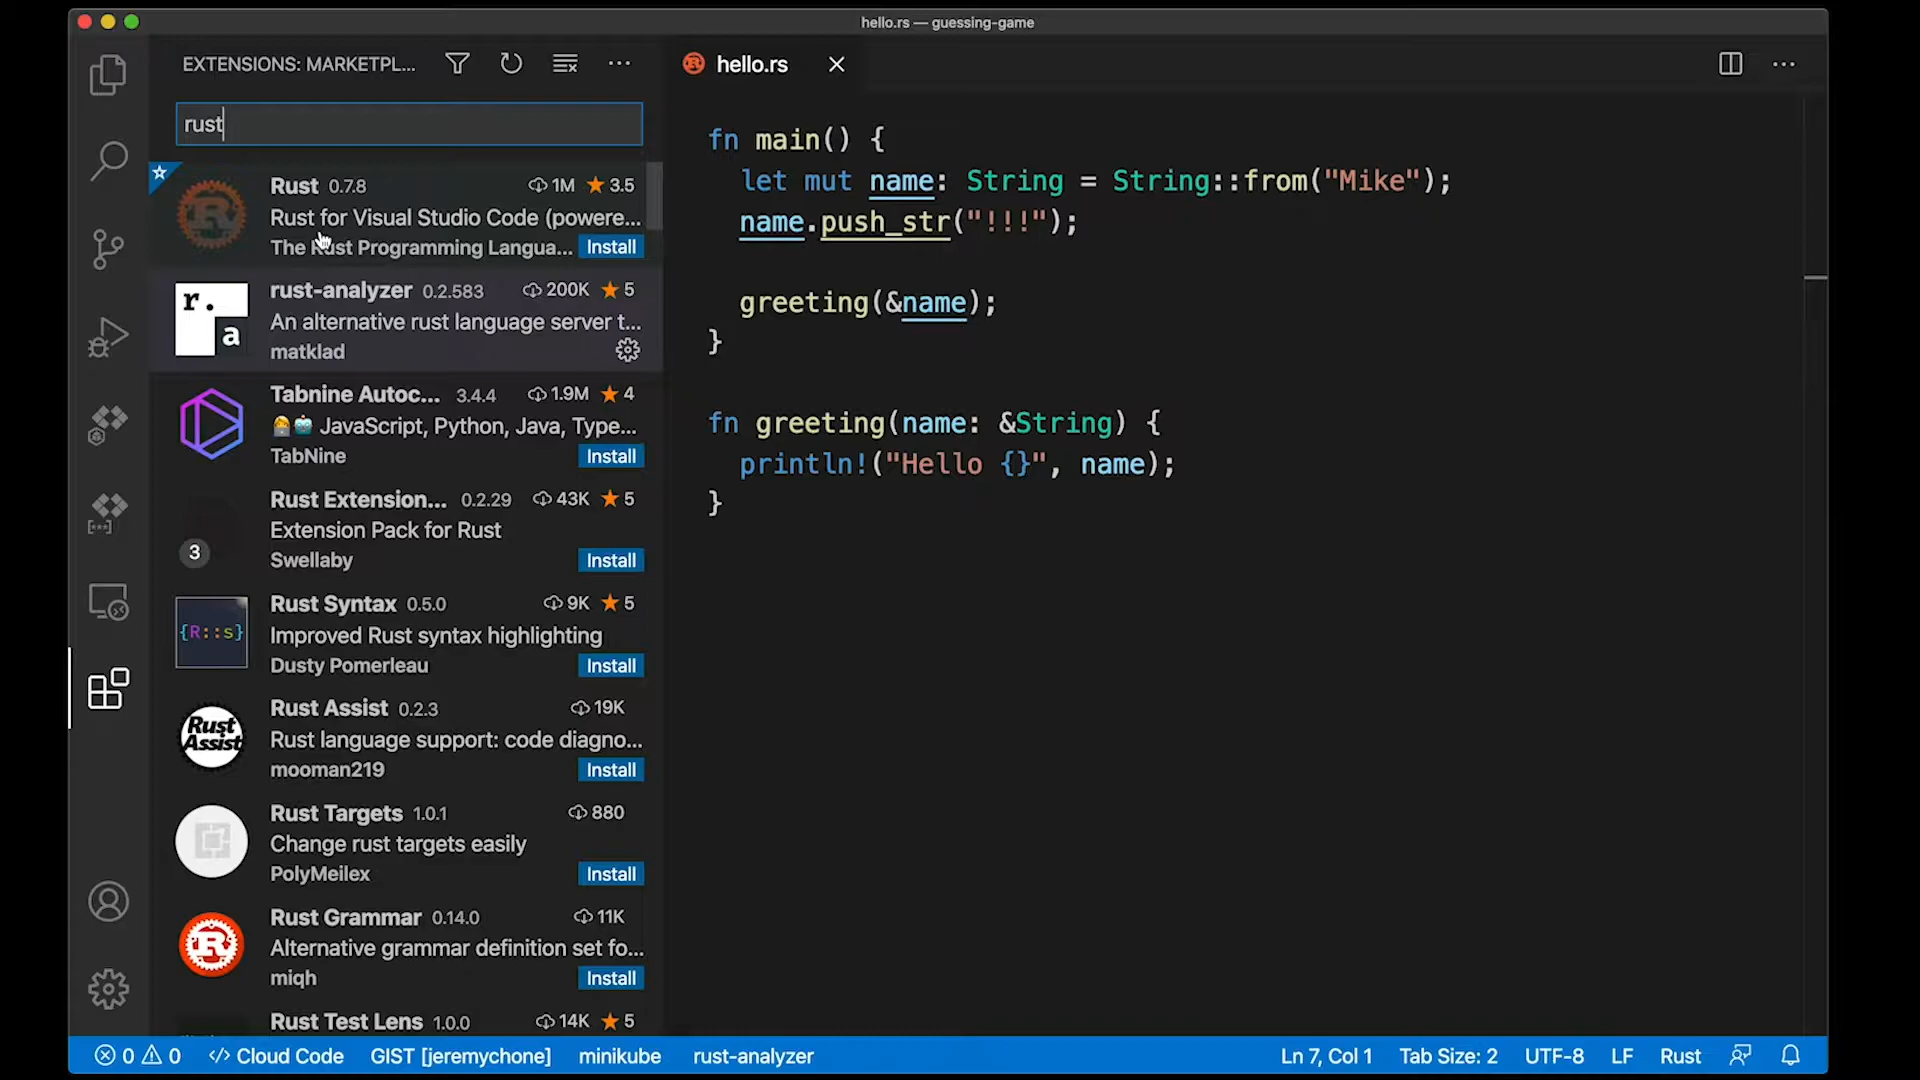 hello.rs — guessing-game
EXTENSIONS: MARKETPL...
rust
Rust 0.7.8 1M 3.5
Rust for Visual Studio Code (powere...
The Rust Programming Langua... Install
r.
a
rust-analyzer 0.2.583 200K 5
An alternative rust language server t...
matklad
Tabnine Autoc... 3.4.4 1.9M 4
JavaScript, Python, Java, Type...
TabNine Install
3
Rust Extension... 0.2.29 43K 5
Extension Pack for Rust
Swellaby Install
{R::s}
Rust Syntax 0.5.0 9K 5
Improved Rust syntax highlighting
Dusty Pomerleau Install
Rust
Assist
Rust Assist 0.2.3 19K
Rust language support: code diagno...
mooman219 Install
Rust Targets 1.0.1 880
Change rust targets easily
PolyMeilex Install
R
Rust Grammar 0.14.0 11K
Alternative grammar definition set fo...
miqh Install
Rust Test Lens 1.0.0 14K 5
hello.rs
fn main() {
let mut name: String = String::from("Mike");
name.push_str("!!!");
greeting(&name);
}
fn greeting(name: &String) {
println!("Hello {}", name);
}
0 0 Cloud Code GIST [jeremychone] minikube rust-analyzer Ln 7, Col 1 Tab Size: 2 UTF-8 LF Rust